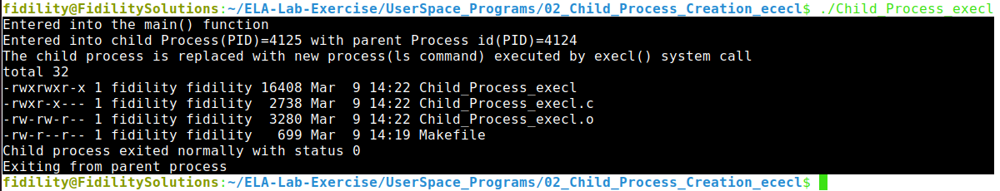 fidility@FidilitySolutions:~/ELA-Lab-Exercise/UserSpace_Programs/02_Child_Process_Creation_ececl$ ./Child_Process_execl
Entered into the main() function
Entered into child Process(PID)=4125 with parent Process id(PID)=4124
The child process is replaced with new process(ls command) executed by execl() system call
total 32
-rwxrwxr-x 1 fidility fidility 16408 Mar  9 14:22 Child_Process_execl
-rwxr-x--- 1 fidility fidility  2738 Mar  9 14:22 Child_Process_execl.c
-rw-rw-r-- 1 fidility fidility  3280 Mar  9 14:22 Child_Process_execl.o
-rw-r--r-- 1 fidility fidility   699 Mar  9 14:19 Makefile
Child process exited normally with status 0
Exiting from parent process
fidility@FidilitySolutions:~/ELA-Lab-Exercise/UserSpace_Programs/02_Child_Process_Creation_ececl$